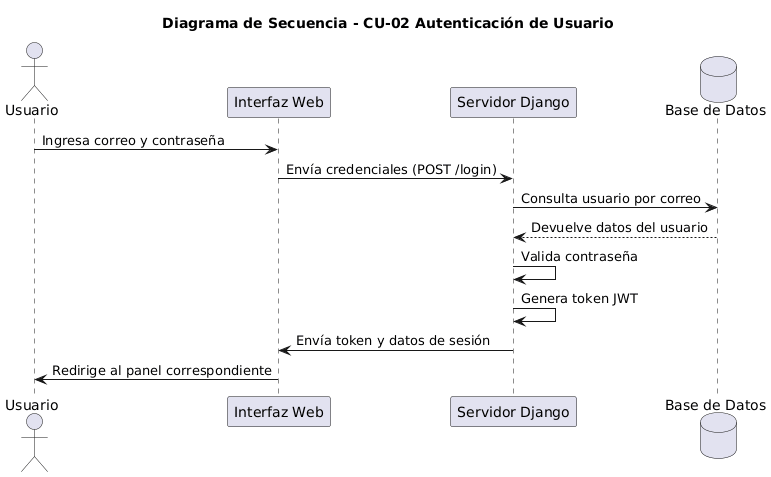 Diagrama de Secuencia - CU-02 Autenticación de Usuario
Usuario
Interfaz Web
Servidor Django
Base de Datos
Ingresa correo y contraseña
Envía credenciales (POST /login)
Consulta usuario por correo
Devuelve datos del usuario
Valida contraseña
Genera token JWT
Envía token y datos de sesión
Redirige al panel correspondiente
Usuario
Interfaz Web
Servidor Django
Base de Datos